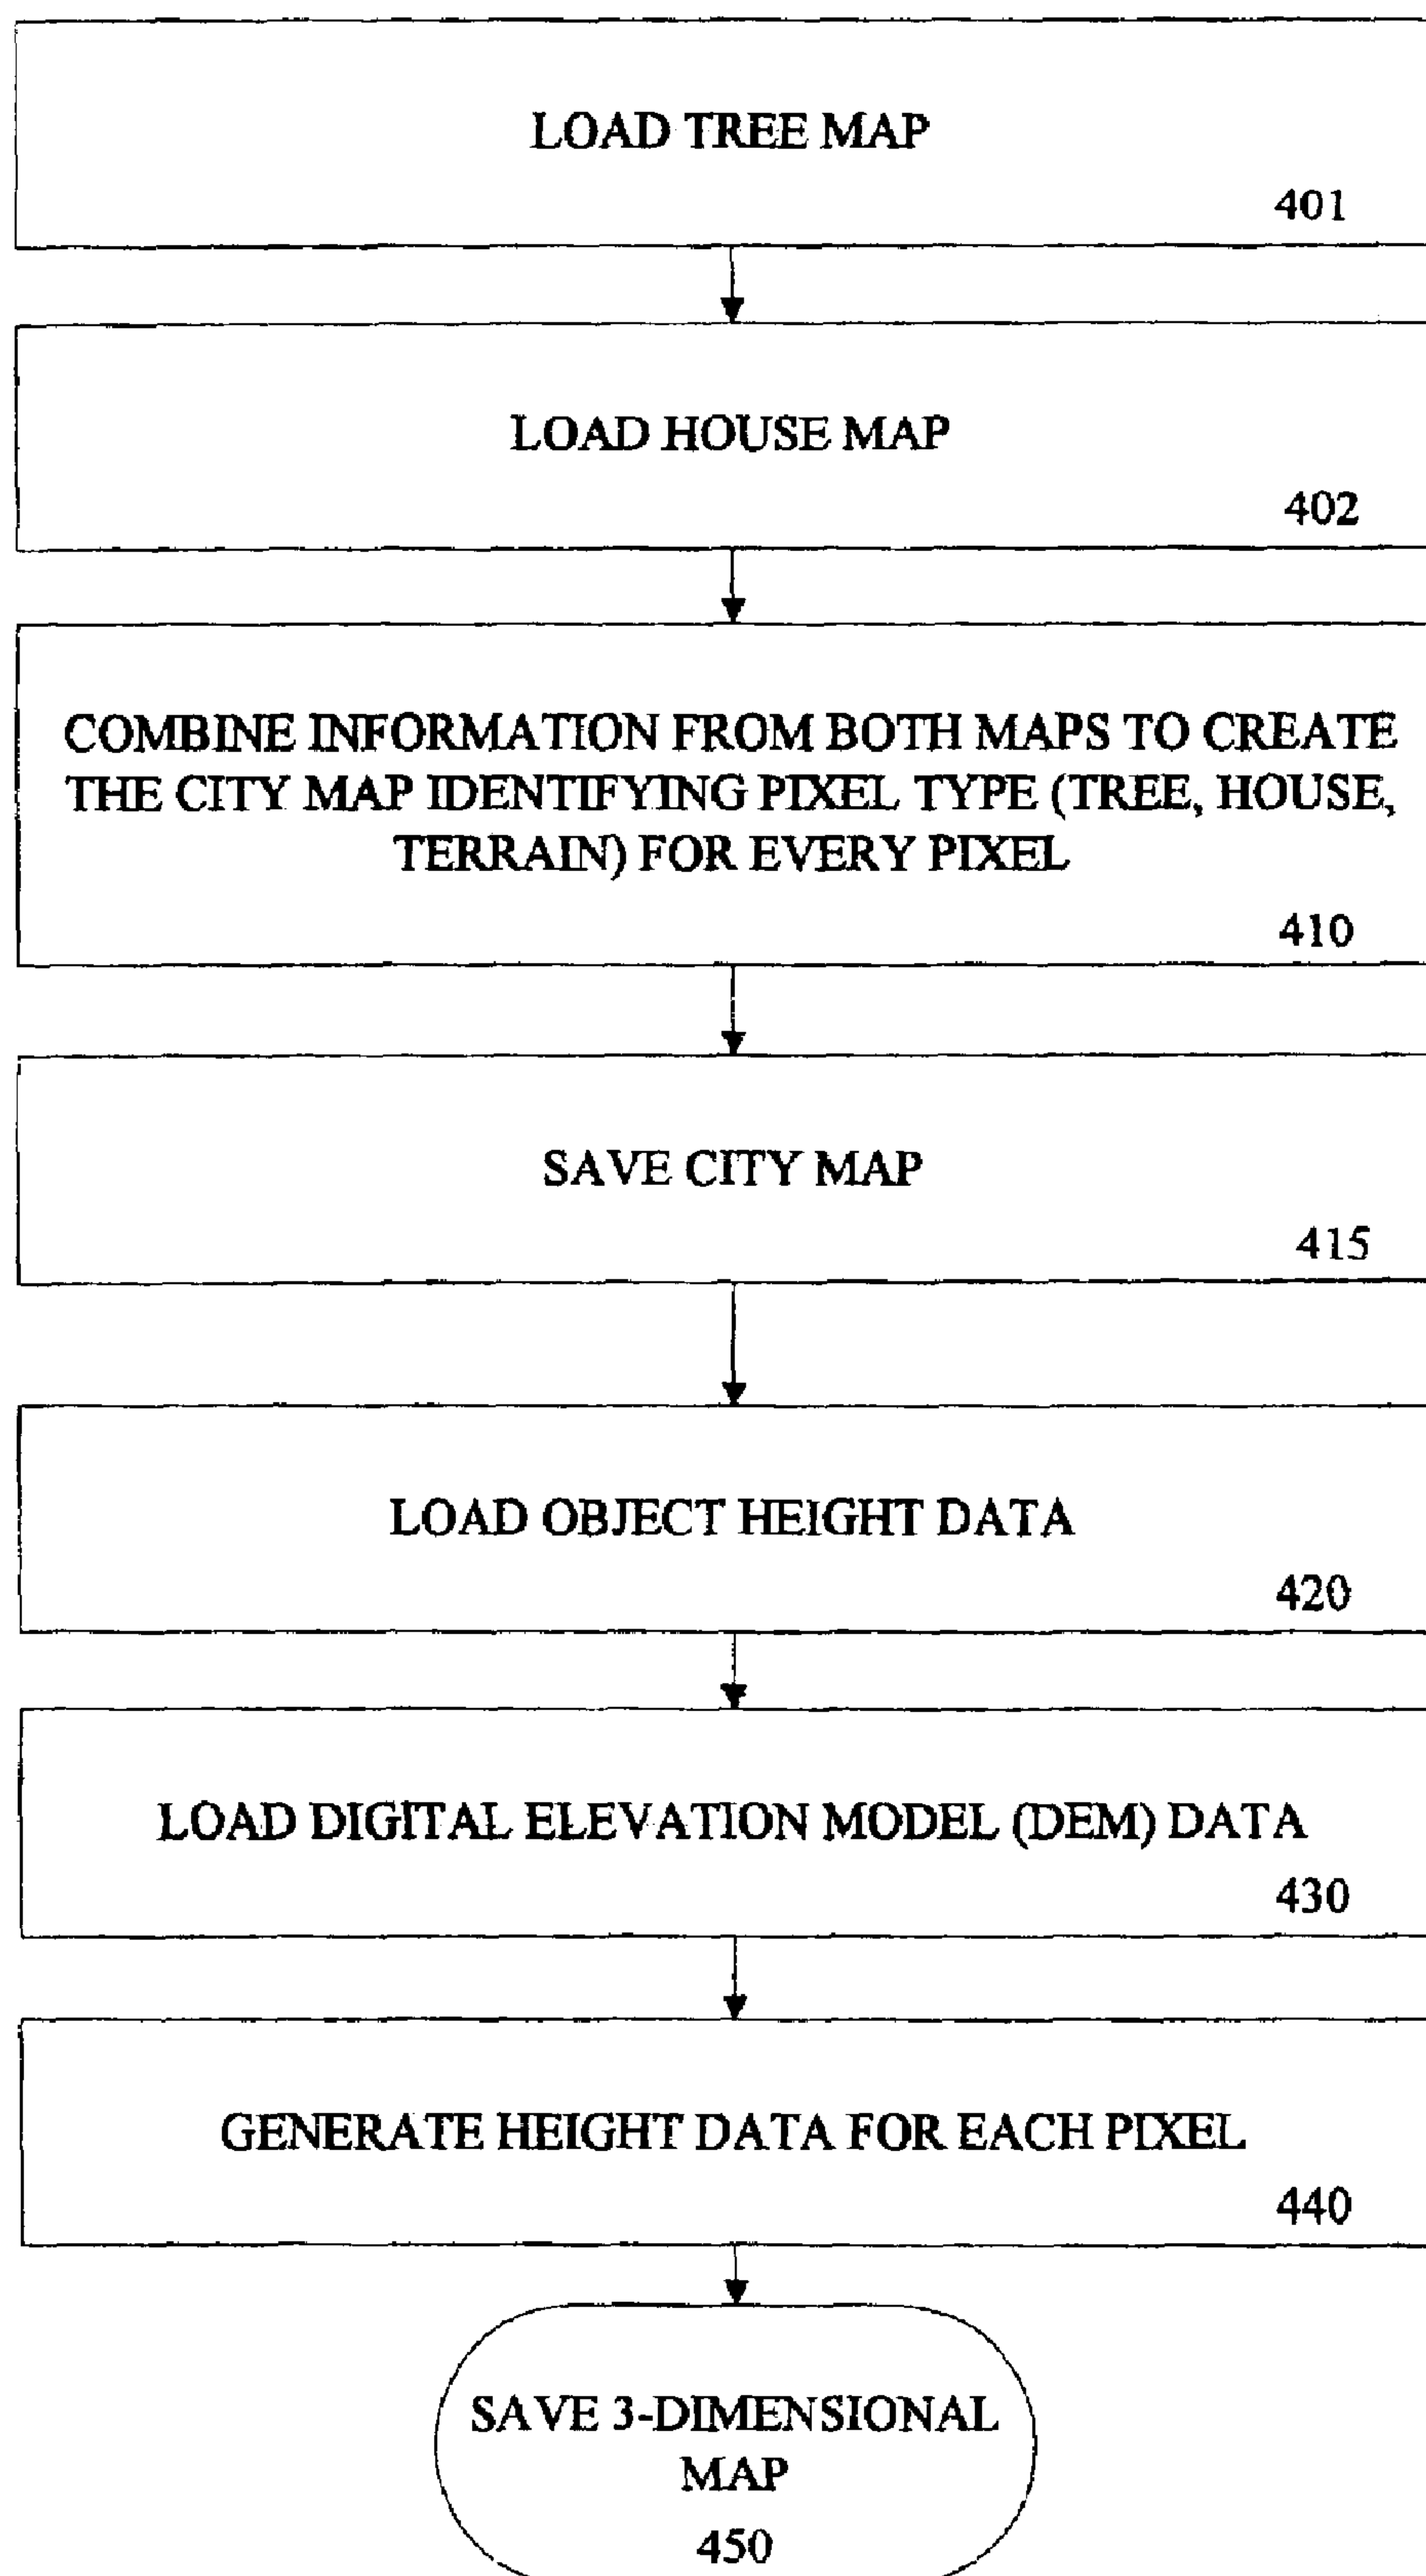 LOAD TREE MAP
401
LOAD HOUSE MAP
402
COMBINE INFORMATION FROM BOTH MAPS TO CREATE
THE CITY MAP IDENTIFYING PIXEL TYPE (TREE, HOUSE,
TERRAIN) FOR EVERY PIXEL
410
SAVE CITY MAP
415
LOAD OBJECT HEIGHT DATA
420
LOAD DIGITAL ELEVATION MODEL (DEM) DATA
430
GENERATE HEIGHT DATA FOR EACH PIXEL
440
SAVE 3-DIMENSIONAL
MAP
450